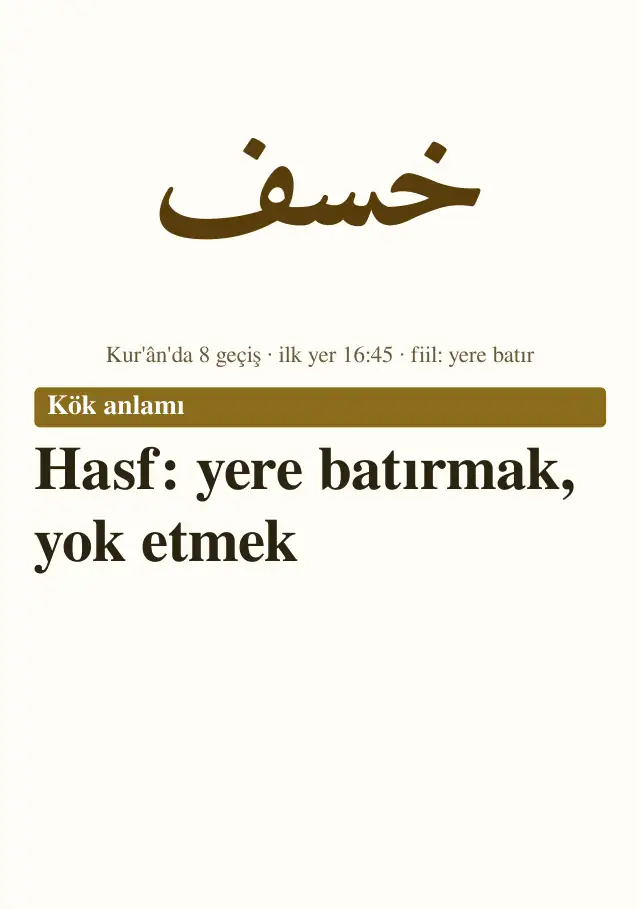 خسف
Kur'ân'da 8 geçiş · ilk yer 16:45 · fiil: yere batır
Kök anlamı
Hasf: yere batırmak,
yok etmek